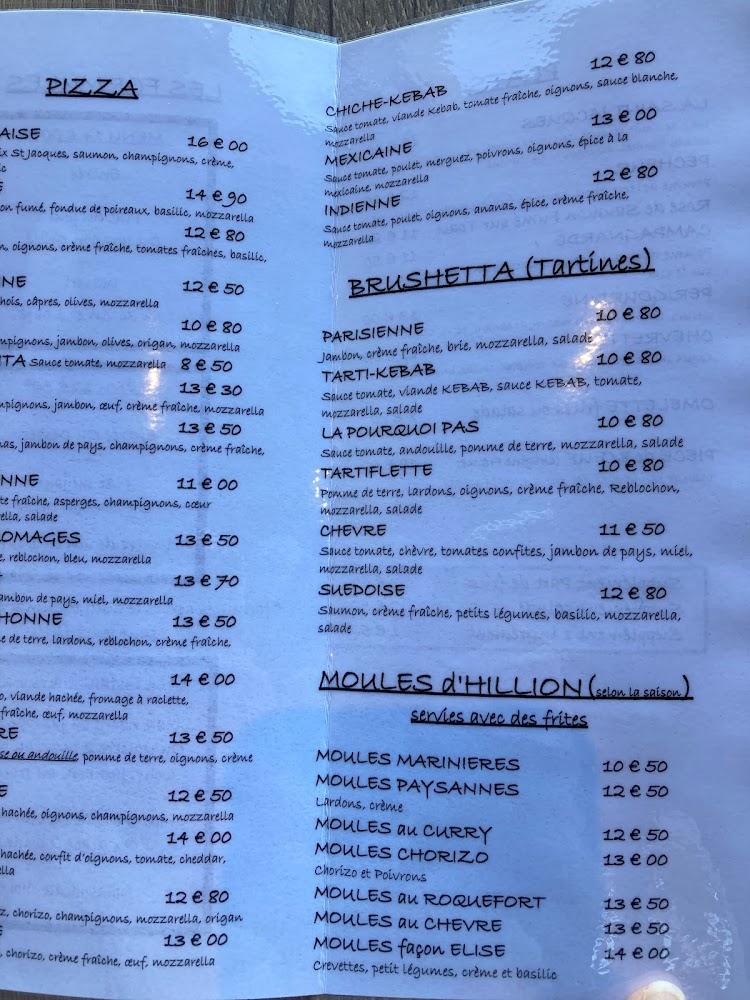 PIZZA
AISE 16 € 00
St Jacques, saumon, champignons, crème,
14 € 90
fumé, fondue de poireaux, basilic, mozzarella
12 € 80
oignons, crème fraîche, tomates fraîches, basilic,
NE 12 € 50
câpres, olives, mozzarella
10 € 80
jambon, olives, origan, mozzarella
ITA Sauce tomate, mozzarella 8 € 50
13 € 30
jambon, œuf, crème fraîche, mozzarella
13 € 50
jambon de pays, champignons, crème fraîche,
NNE 11 € 00
fraîche, asperges, champignons, cœur
salade
OMAGES 13 € 50
reblochon, bleu, mozzarella
13 € 70
jambon de pays, miel, mozzarella
HONNE 13 € 50
de terre, lardons, reblochon, crème fraîche,
14 € 00
viande hachée, fromage à raclette,
fraîche, œuf, mozzarella
RE 13 € 50
ou andouille pomme de terre, oignons, crème
12 € 50
hachée, oignons, champignons, mozzarella
14 € 00
hachée, confit d'oignons, tomate, cheddar,
12 € 80
chorizo, champignons, mozzarella, origan
13 € 00
chorizo, crème fraîche, œuf, mozzarella
CHICHE-KEBAB 12 € 80
Sauce tomate, viande Kebab, tomate fraîche, oignons, sauce blanche,
mozzarella
MEXICAINE 13 € 00
Sauce tomate, poulet, merguez, poivrons, oignons, épice à la
mexicaine, mozzarella
INDIENNE 12 € 80
Sauce tomate, poulet, oignons, ananas, épice, crème fraîche,
mozzarella
BRUSHETTA (Tartines)
PARISIENNE 10 € 80
Jambon, crème fraîche, brie, mozzarella, salade
TARTI-KEBAB 10 € 80
Sauce tomate, viande KEBAB, sauce KEBAB, tomate,
mozzarella, salade
LA POURQUOI PAS 10 € 80
Sauce tomate, andouille, pomme de terre, mozzarella, salade
TARTIFLETTE 10 € 80
Pomme de terre, lardons, oignons, crème fraîche, Reblochon,
mozzarella, salade
CHEVRE 11 € 50
Sauce tomate, chèvre, tomates confites, jambon de pays, miel,
mozzarella, salade
SUEDOISE 12 € 80
Saumon, crème fraîche, petits légumes, basilic, mozzarella,
salade
MOULES d'HILLION (selon la saison)
servies avec des frites
MOULES MARINIERES 10 € 50
MOULES PAYSANNES 12 € 50
Lardons, crème
MOULES au CURRY 12 € 50
MOULES CHORIZO 13 € 00
Chorizo et Poivrons
MOULES au ROQUEFORT 13 € 50
MOULES au CHEVRE 13 € 50
MOULES façon ELISE 14 € 00
Crevettes, petit légumes, crème et basilic